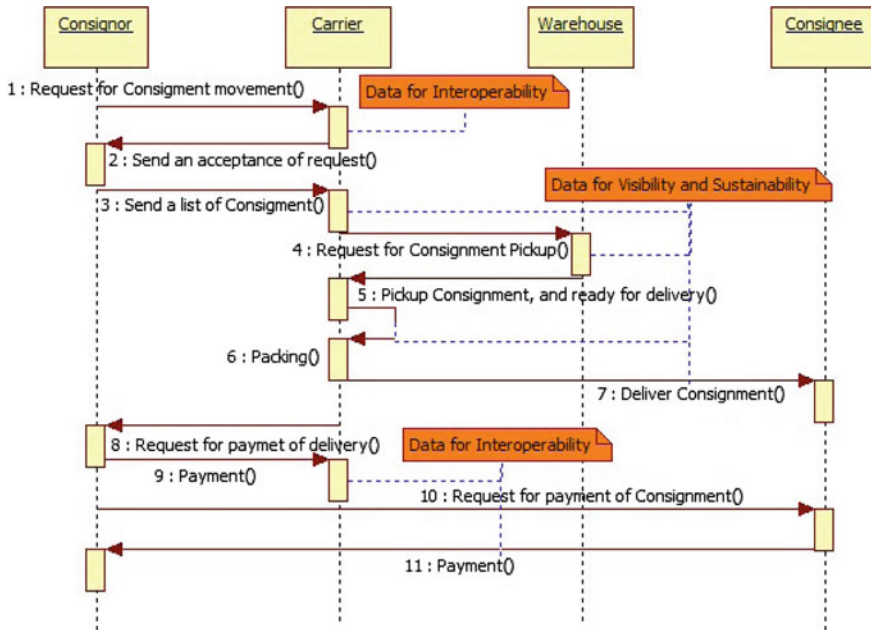 Consignor
Carrier
Warehouse
Consignee
1 : Request for Consigment movement()
Data for Interoperability
2 : Send an acceptance of request()
Data for Visibility and Sustainability
3 : Send a list of Consigment()
4 : Request for Consignment Pickup()
5 : Pickup Consignment, and ready for delivery()
6 : Packing()
7 : Deliver Consignment()
8 : Request for paymet of delivery()
Data for Interoperability
9 : Payment()
10 : Request for payment of Consignment()
11 : Payment()